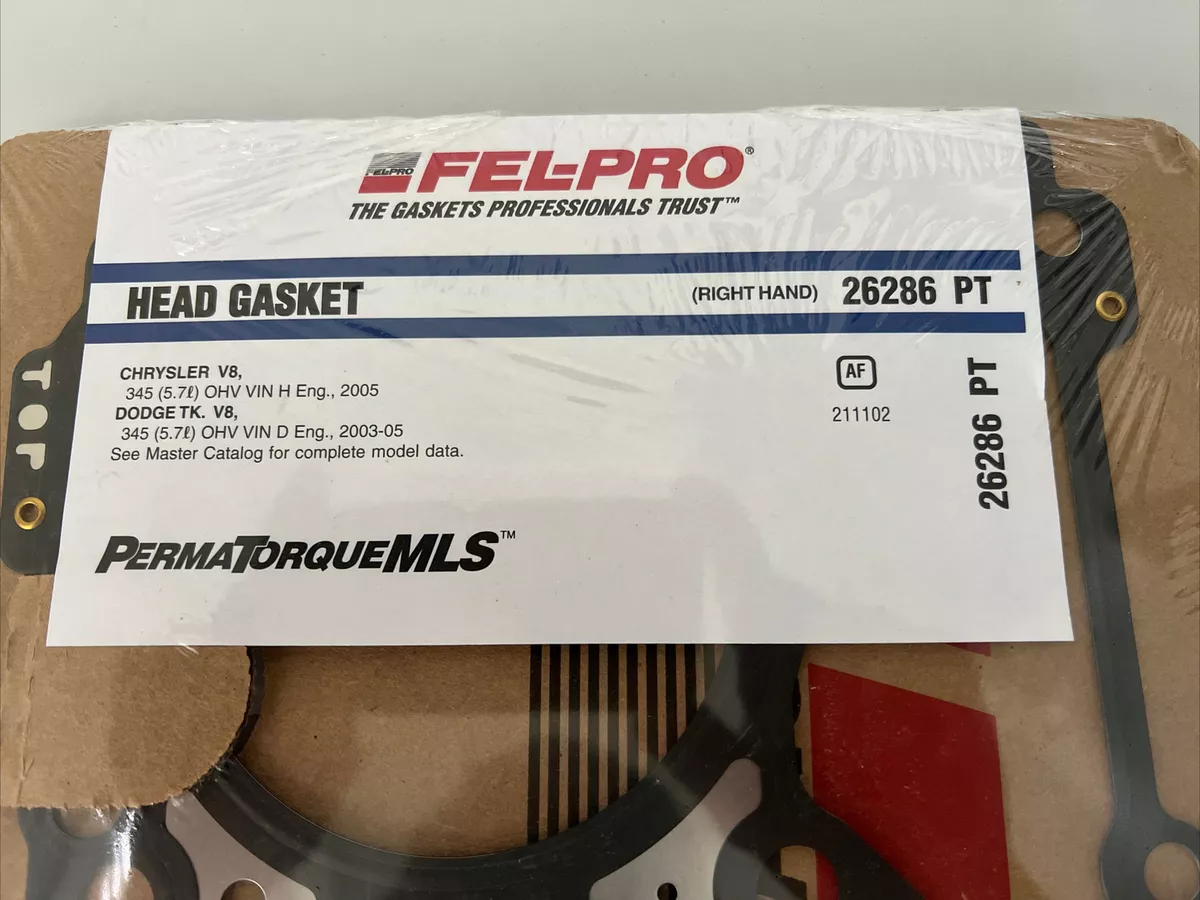 FEL-PRO
FEL-PRO®
THE GASKETS PROFESSIONALS TRUST™
HEAD GASKET (RIGHT HAND) 26286 PT
CHRYSLER V8,
345 (5.7ℓ) OHV VIN H Eng., 2005
DODGE TK. V8,
345 (5.7ℓ) OHV VIN D Eng., 2003-05
See Master Catalog for complete model data.
AF
211102
26286 PT
PERMATORQUEMLS™
TOP